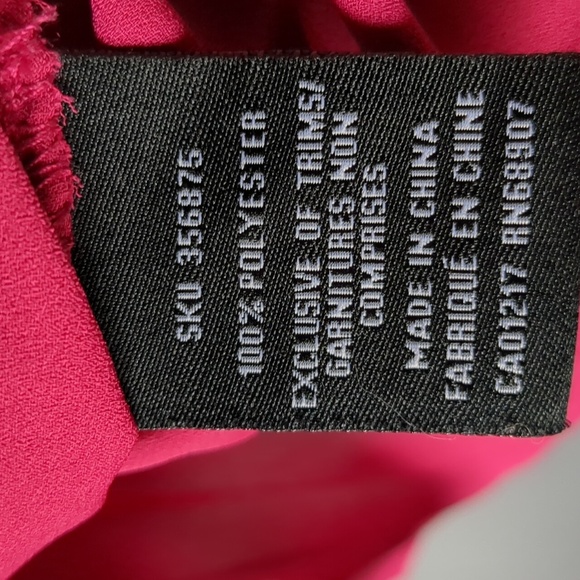 SKU 356875
100% POLYESTER
EXCLUSIVE OF TRIMS/
GARNITURES NON
COMPRISES
MADE IN CHINA
FABRIQUÉ EN CHINE
CA01217 RN68907